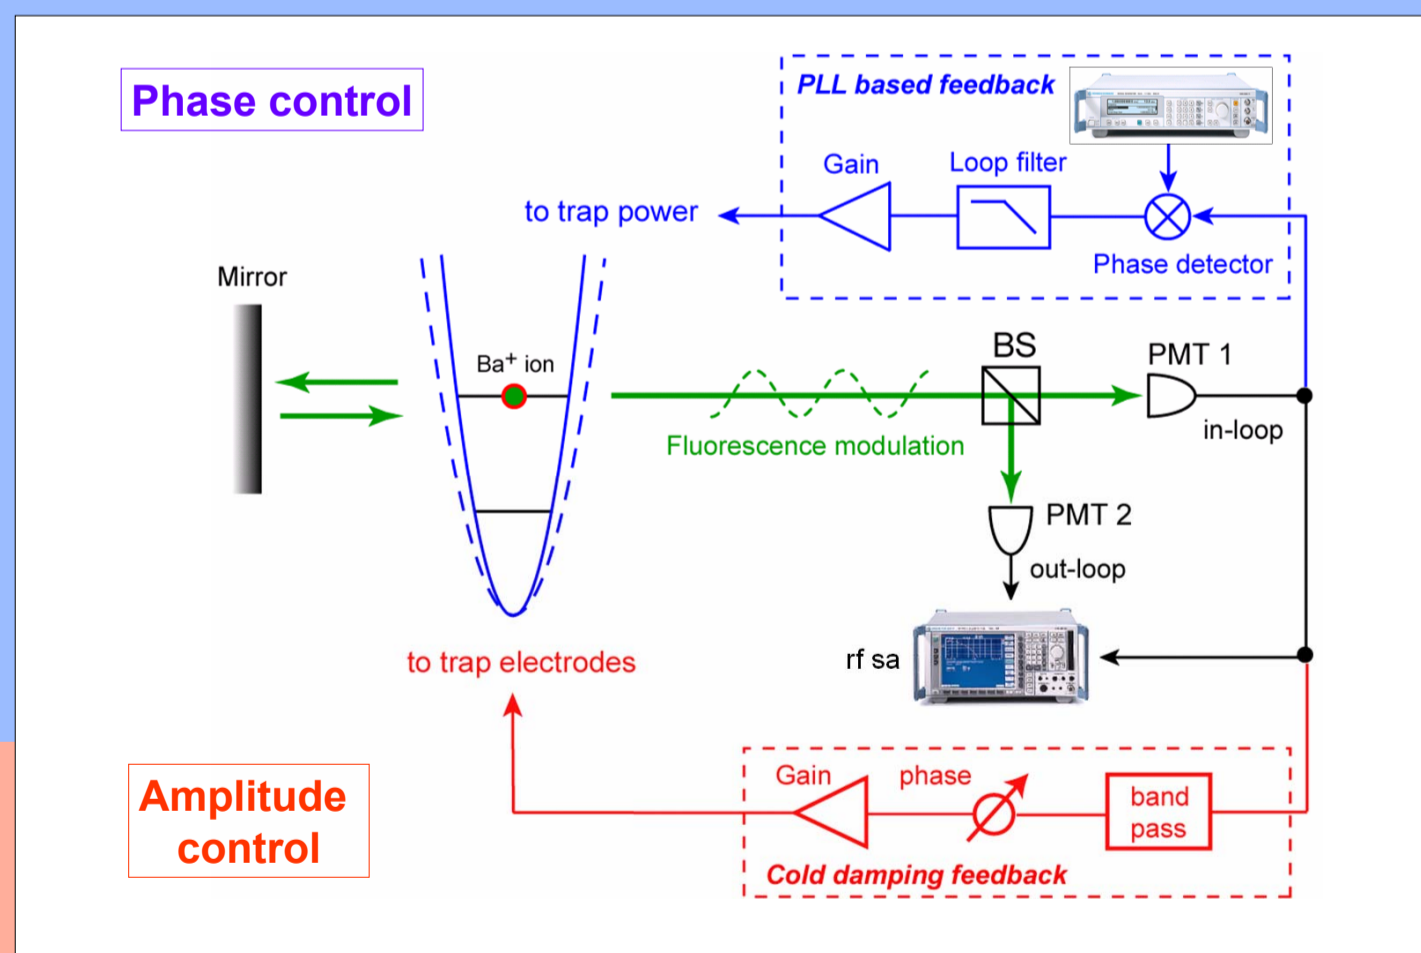 Phase control
PLL based feedback
Gain
Loop filter
to trap power
Phase detector
Mirror
Ba⁺ ion
BS
PMT 1
in-loop
Fluorescence modulation
PMT 2
out-loop
rf sa
to trap electrodes
Amplitude
control
Gain
phase
band
pass
Cold damping feedback